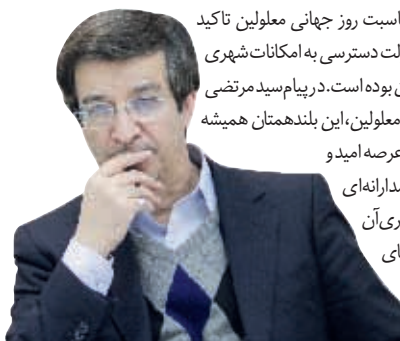 اسبت روز جهانی معلولین تاکید
لت دسترسی به امکانات شهری
بوده است. در پیام سید مرتضی
معلولین، این بلندهمتان همیشه
عرصه امید و
مدارانه‌ای
ری آن
ای